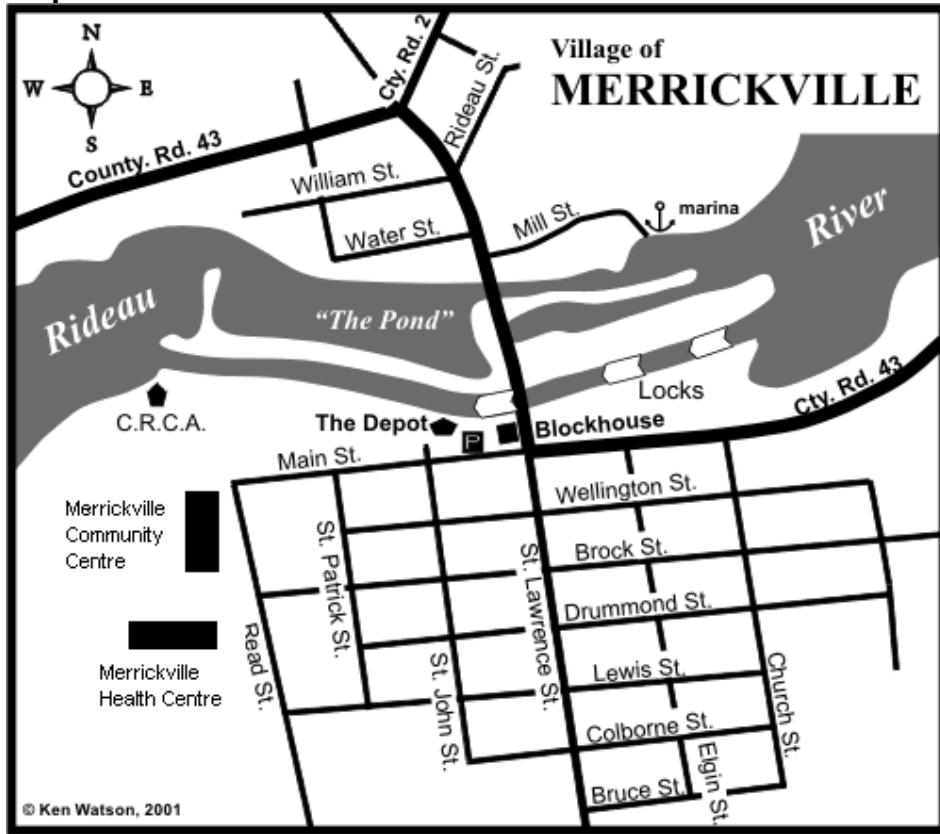 N
W
E
S
Village of
MERRICKVILLE
Cty. Rd. 2
Rideau St.
County. Rd. 43
William St.
Water St.
Mill St.
marina
River
Rideau
“The Pond”
Locks
Cty. Rd. 43
C.R.C.A.
The Depot
P
Blockhouse
Main St.
Merrickville
Community
Centre
Wellington St.
Brock St.
St. Patrick St.
St. Lawrence St.
Drummond St.
Read St.
Merrickville
Health Centre
St. John St.
Lewis St.
Church St.
Colborne St.
Elgin St.
Bruce St.
© Ken Watson, 2001